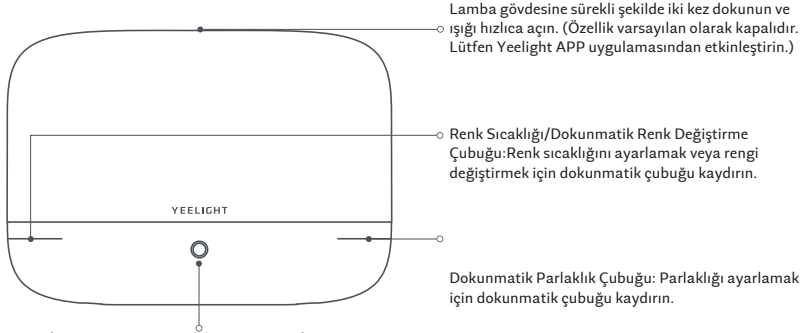 Lamba gövdesine sürekli şekilde iki kez dokunun ve
ışığı hızlıca açın. (Özellik varsayılan olarak kapalıdır.
Lütfen Yeelight APP uygulamasından etkinleştirin.)
Renk Sıcaklığı/Dokunmatik Renk Değiştirme
Çubuğu:Renk sıcaklığını ayarlamak veya rengi
değiştirmek için dokunmatik çubuğu kaydırın.
YEELIGHT
Dokunmatik Parlaklık Çubuğu: Parlaklığı ayarlamak
için dokunmatik çubuğu kaydırın.